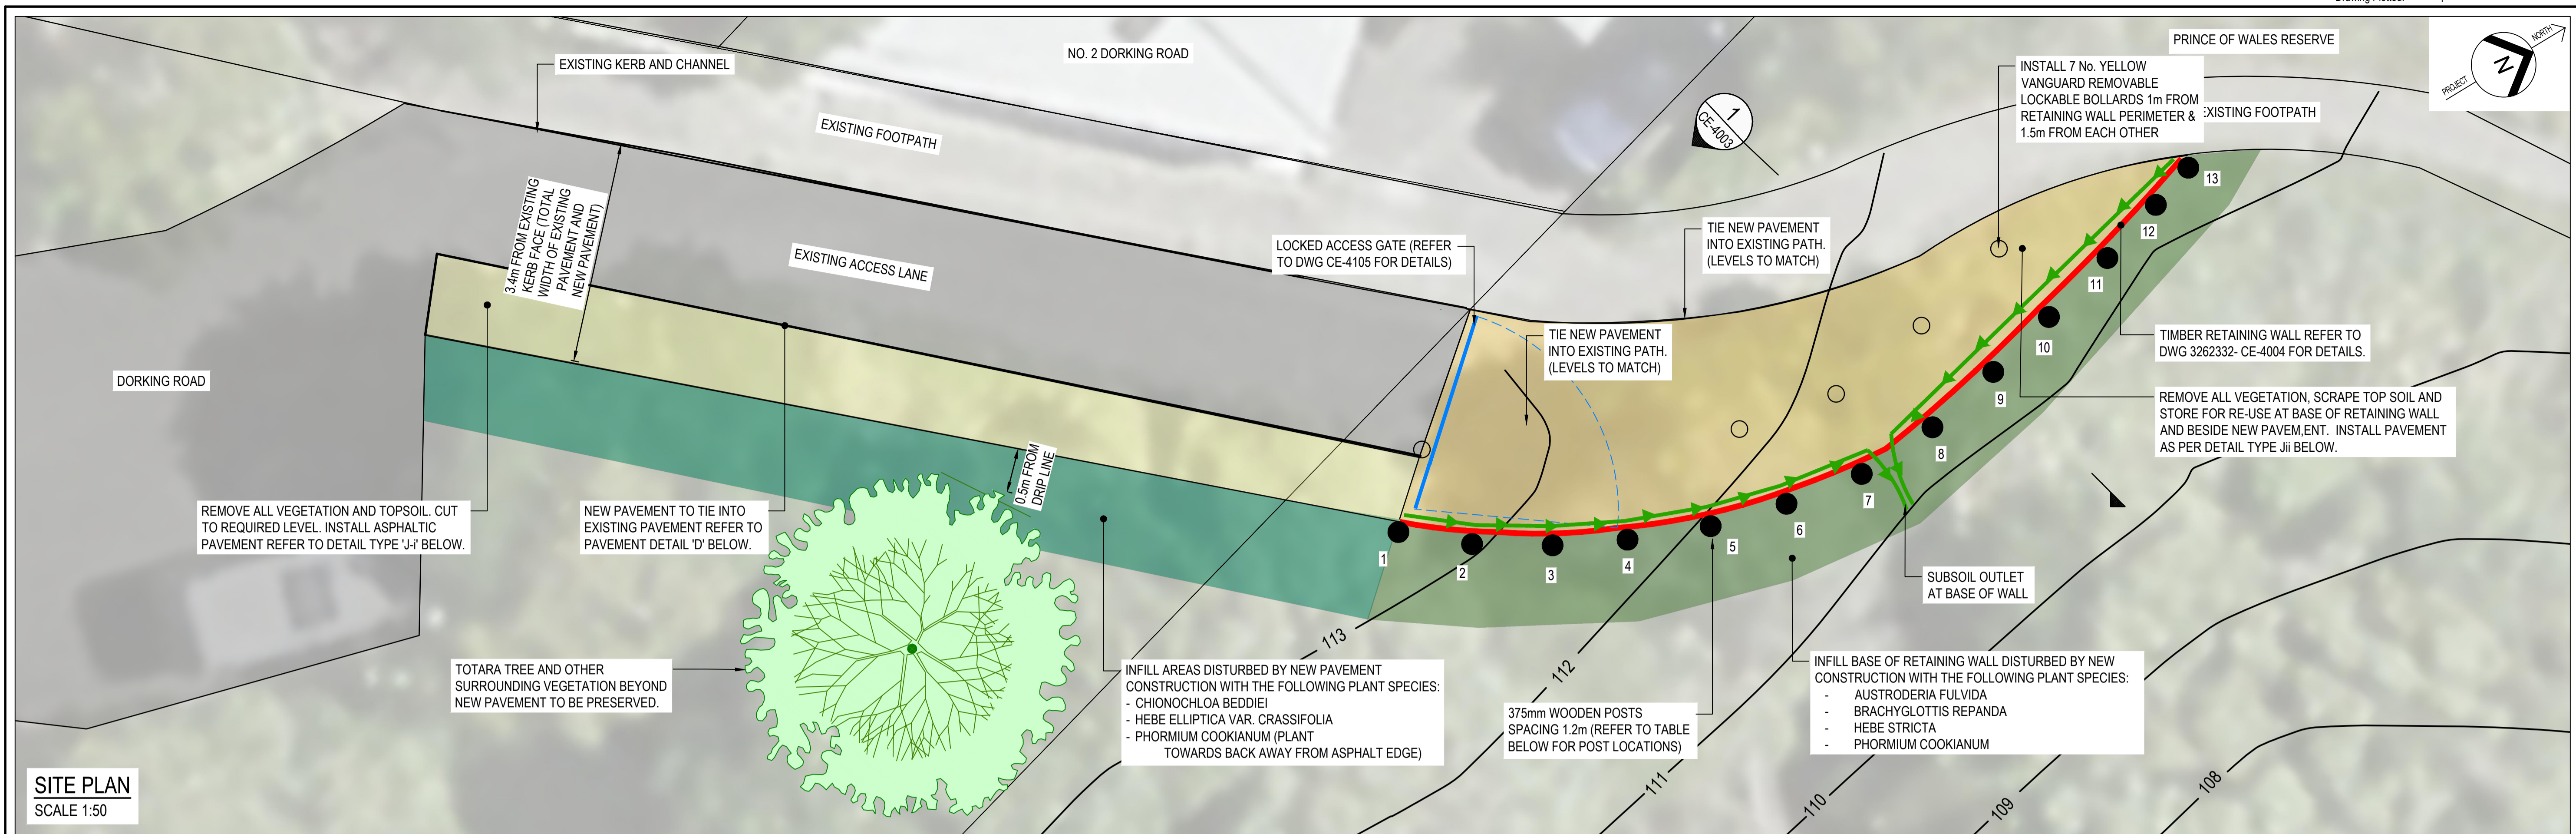 PRINCE OF WALES RESERVE
NORTH
N
PROJECT
NO. 2 DORKING ROAD
EXISTING KERB AND CHANNEL
INSTALL 7 No. YELLOW
VANGUARD REMOVABLE
LOCKABLE BOLLARDS 1m FROM
RETAINING WALL PERIMETER &
1.5m FROM EACH OTHER
EXISTING FOOTPATH
EXISTING FOOTPATH
1
CE-4003
3.4m FROM EXISTING
KERB FACE (TOTAL
WIDTH OF EXISTING
PAVEMENT AND
NEW PAVEMENT)
EXISTING ACCESS LANE
LOCKED ACCESS GATE (REFER
TO DWG CE-4105 FOR DETAILS)
TIE NEW PAVEMENT
INTO EXISTING PATH.
(LEVELS TO MATCH)
TIE NEW PAVEMENT
INTO EXISTING PATH.
(LEVELS TO MATCH)
13
12
11
10
9
8
7
6
5
4
3
2
1
TIMBER RETAINING WALL REFER TO
DWG 3262332- CE-4004 FOR DETAILS.
DORKING ROAD
REMOVE ALL VEGETATION, SCRAPE TOP SOIL AND
STORE FOR RE-USE AT BASE OF RETAINING WALL
AND BESIDE NEW PAVEM,ENT. INSTALL PAVEMENT
AS PER DETAIL TYPE Jii BELOW.
0.5m FROM
DRIP LINE
REMOVE ALL VEGETATION AND TOPSOIL. CUT
TO REQUIRED LEVEL. INSTALL ASPHALTIC
PAVEMENT REFER TO DETAIL TYPE 'J-i' BELOW.
NEW PAVEMENT TO TIE INTO
EXISTING PAVEMENT REFER TO
PAVEMENT DETAIL 'D' BELOW.
SUBSOIL OUTLET
AT BASE OF WALL
TOTARA TREE AND OTHER
SURROUNDING VEGETATION BEYOND
NEW PAVEMENT TO BE PRESERVED.
INFILL AREAS DISTURBED BY NEW PAVEMENT
CONSTRUCTION WITH THE FOLLOWING PLANT SPECIES:
- CHIONOCHLOA BEDDIEI
- HEBE ELLIPTICA VAR. CRASSIFOLIA
- PHORMIUM COOKIANUM (PLANT
TOWARDS BACK AWAY FROM ASPHALT EDGE)
375mm WOODEN POSTS
SPACING 1.2m (REFER TO TABLE
BELOW FOR POST LOCATIONS)
INFILL BASE OF RETAINING WALL DISTURBED BY NEW
CONSTRUCTION WITH THE FOLLOWING PLANT SPECIES:
- AUSTRODERIA FULVIDA
- BRACHYGLOTTIS REPANDA
- HEBE STRICTA
- PHORMIUM COOKIANUM
113
112
111
110
109
108
SITE PLAN
SCALE 1:50